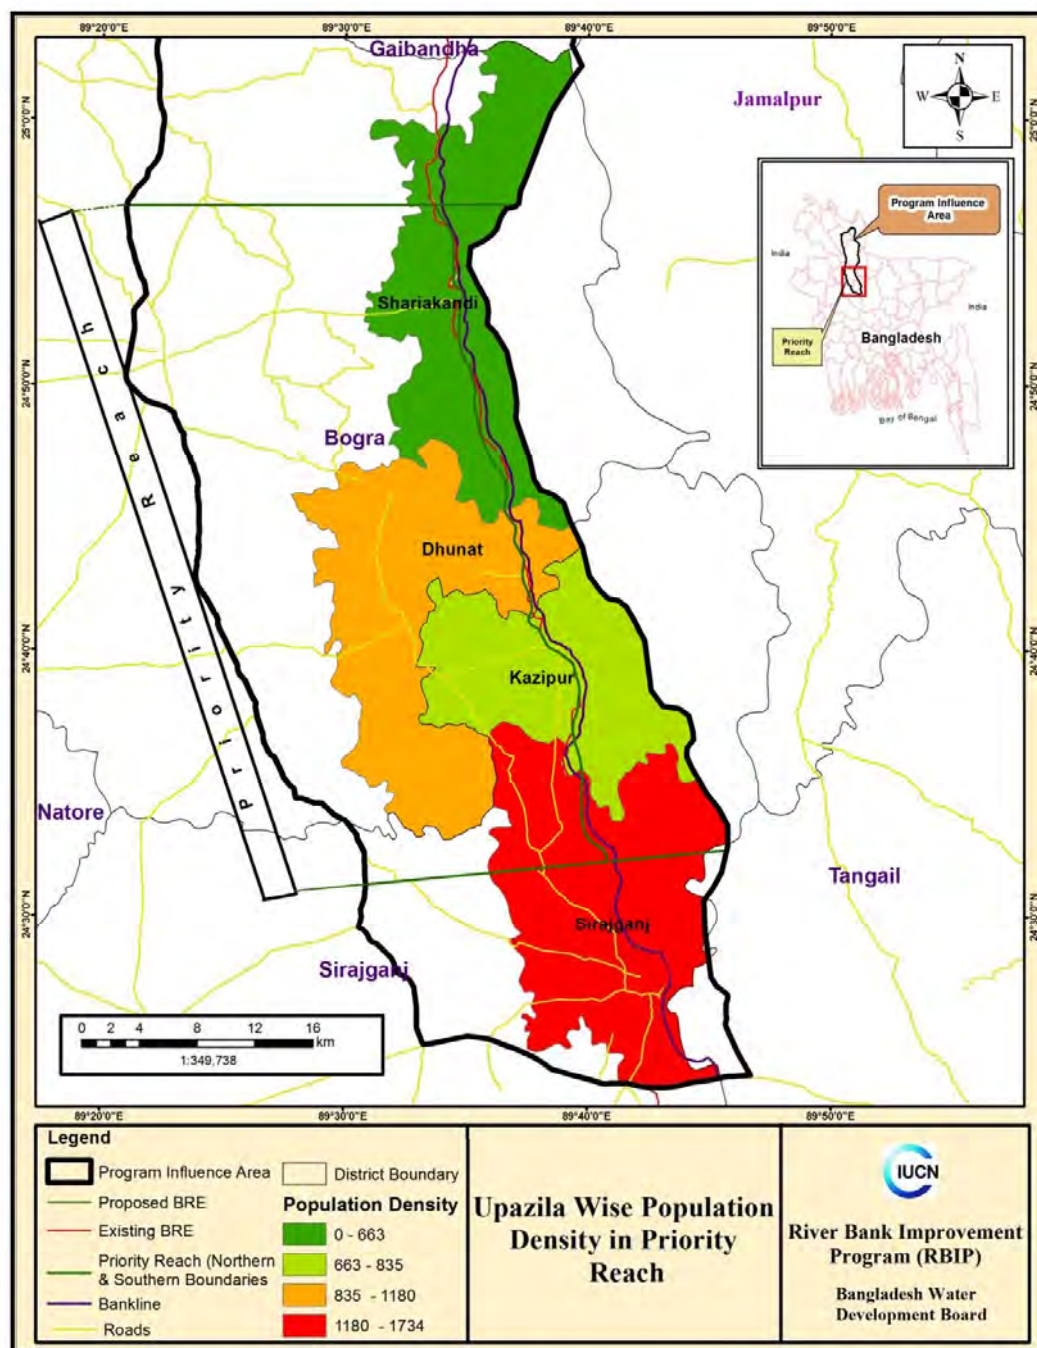 89°20'0"E
89°30'0"E
89°40'0"E
89°50'0"E
Gaibandha
N
W E
S
Jamalpur
25°0'0"N
25°0'0"N
Program Influence
Area
India
India
Priority
Reach
Bangladesh
Bay of Bengal
Shariakandi
24°50'0"N
24°50'0"N
Priority Reach
Bogra
Dhunat
24°40'0"N
24°40'0"N
Kazipur
Natore
Tangail
24°30'0"N
24°30'0"N
Sirajganj
Sirajganj
0 2 4 8 12 16
km
1:349,738
89°20'0"E
89°30'0"E
89°40'0"E
89°50'0"E
Legend
Program Influence Area
Proposed BRE
Existing BRE
Priority Reach (Northern
& Southern Boundaries
Bankline
Roads
District Boundary
Population Density
0 - 663
663 - 835
835 - 1180
1180 - 1734
Upazila Wise Population
Density in Priority
Reach
IUCN
River Bank Improvement
Program (RBIP)
Bangladesh Water
Development Board